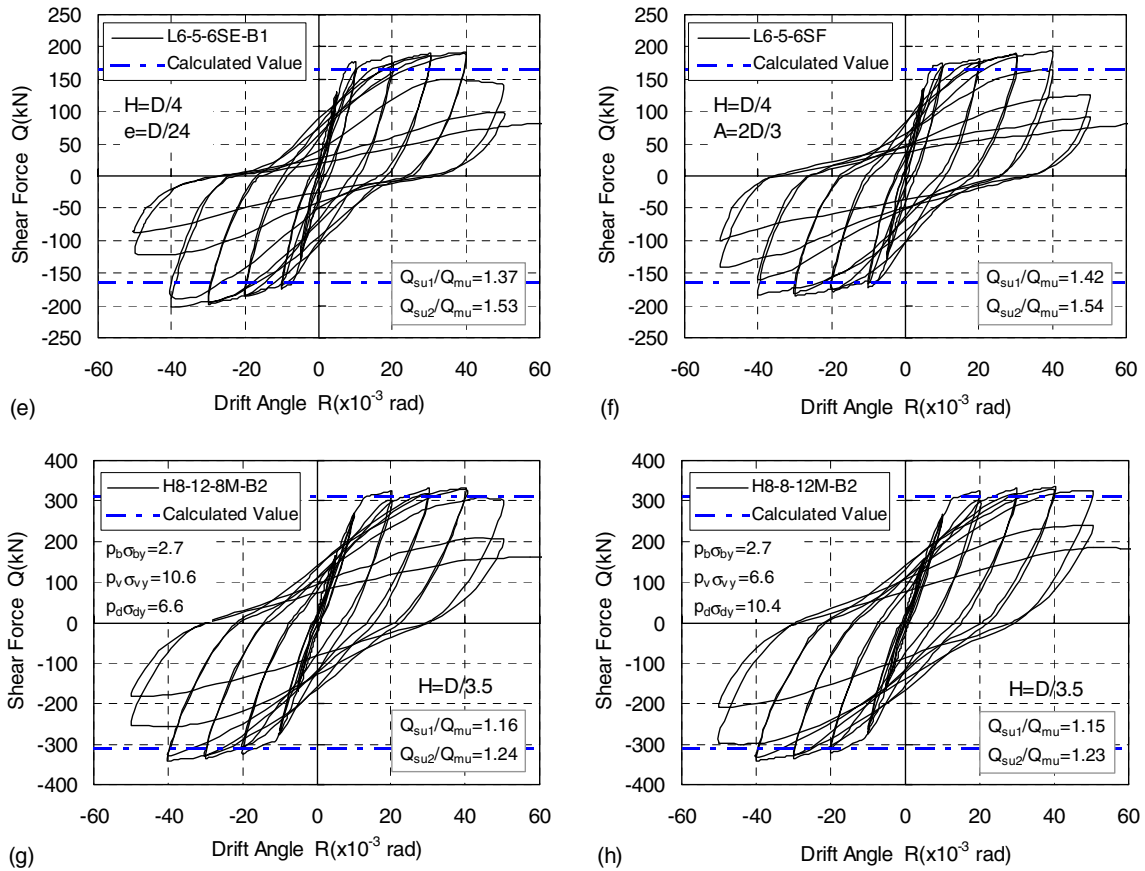 L6-5-6SE-B1
Calculated Value
H=D/4
e=D/24
Q_su1/Q_mu=1.37
Q_su2/Q_mu=1.53
250
200
150
100
50
0
-50
-100
-150
-200
-250
Shear Force Q(kN)
-60 -40 -20 0 20 40 60
Drift Angle R(x10⁻³ rad)
(e)
L6-5-6SF
Calculated Value
H=D/4
A=2D/3
Q_su1/Q_mu=1.42
Q_su2/Q_mu=1.54
250
200
150
100
50
0
-50
-100
-150
-200
-250
Shear Force Q(kN)
-60 -40 -20 0 20 40 60
Drift Angle R(x10⁻³ rad)
(f)
H8-12-8M-B2
Calculated Value
p_bσ_by=2.7
p_vσ_vy=10.6
p_dσ_dy=6.6
H=D/3.5
Q_su1/Q_mu=1.16
Q_su2/Q_mu=1.24
400
300
200
100
0
-100
-200
-300
-400
Shear Force Q(kN)
-60 -40 -20 0 20 40 60
Drift Angle R(x10⁻³ rad)
(g)
H8-8-12M-B2
Calculated Value
p_bσ_by=2.7
p_vσ_vy=6.6
p_dσ_dy=10.4
H=D/3.5
Q_su1/Q_mu=1.15
Q_su2/Q_mu=1.23
400
300
200
100
0
-100
-200
-300
-400
Shear Force Q(kN)
-60 -40 -20 0 20 40 60
Drift Angle R(x10⁻³ rad)
(h)